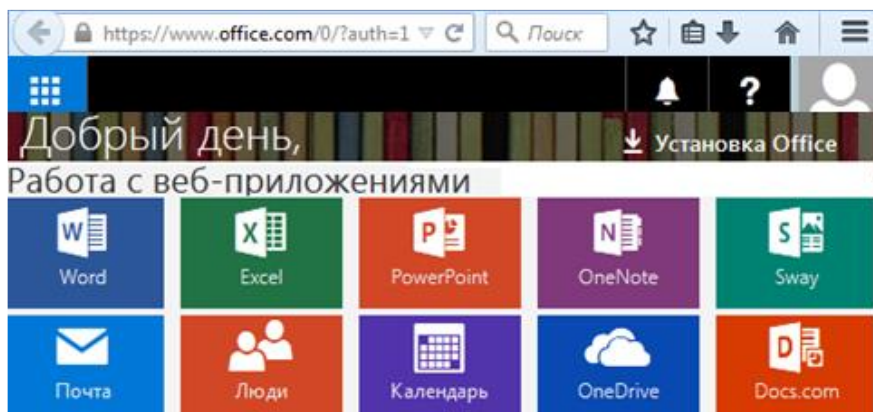 https://www.office.com/0/?auth=1 Поиск
?
Добрый день,
Установка Office
Работа с веб-приложениями
Word Excel PowerPoint OneNote Sway
Почта Люди Календарь OneDrive Docs.com